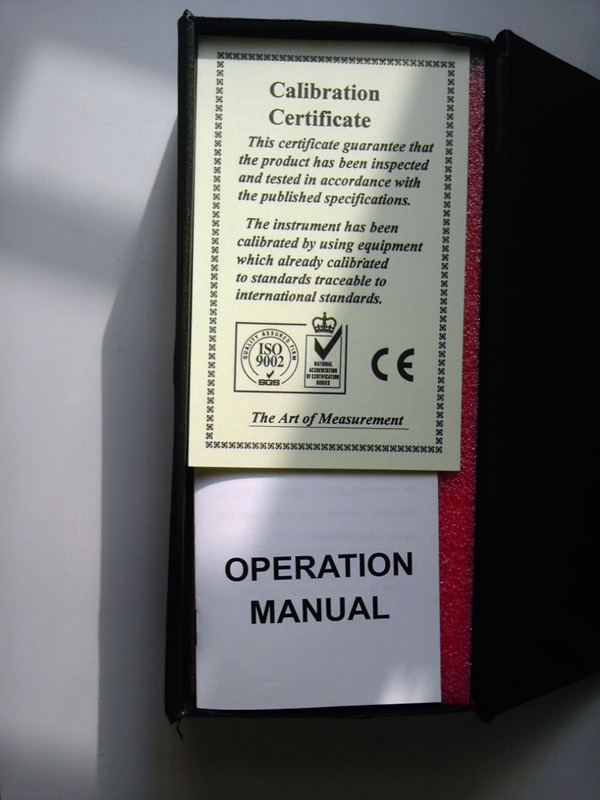 Calibration
Certificate
This certificate guarantee that
the product has been inspected
and tested in accordance with
the published specifications.
The instrument has been
calibrated by using equipment
which already calibrated
to standards traceable to
international standards.
QUALITY ASSURED FIRM
ISO
9002
SGS
NATIONAL
ACCREDITATION
OF CERTIFICATION
BODIES
CE
The Art of Measurement
OPERATION
MANUAL